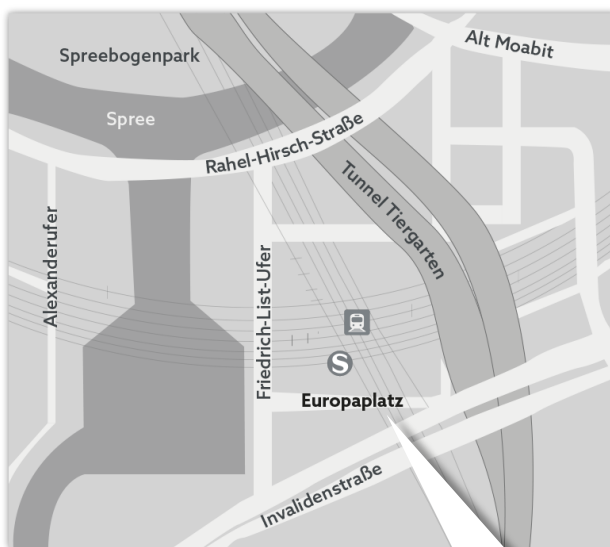 Alt Moabit
Spreebogenpark
Spree
Rahel-Hirsch-Straße
Tunnel Tiergarten
Alexanderufer
Friedrich-List-Ufer
S
Europaplatz
Invalidenstraße